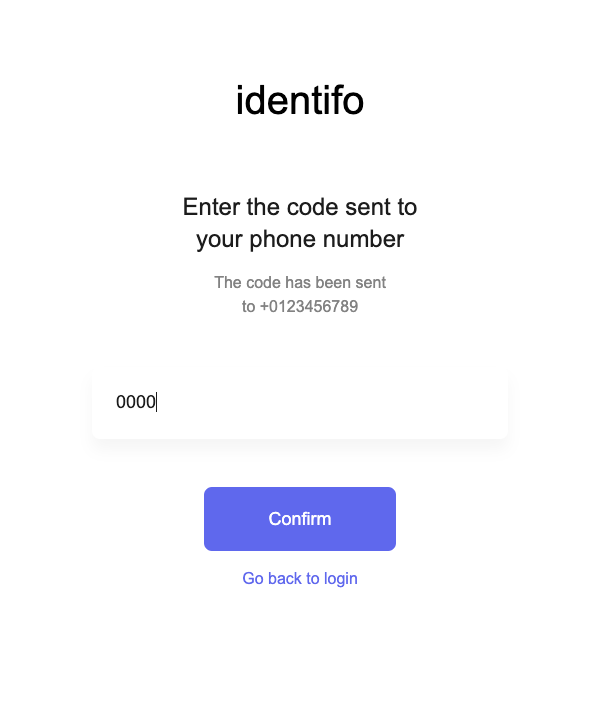 identifo
Enter the code sent to
your phone number
The code has been sent
to +0123456789
0000
Confirm
Go back to login